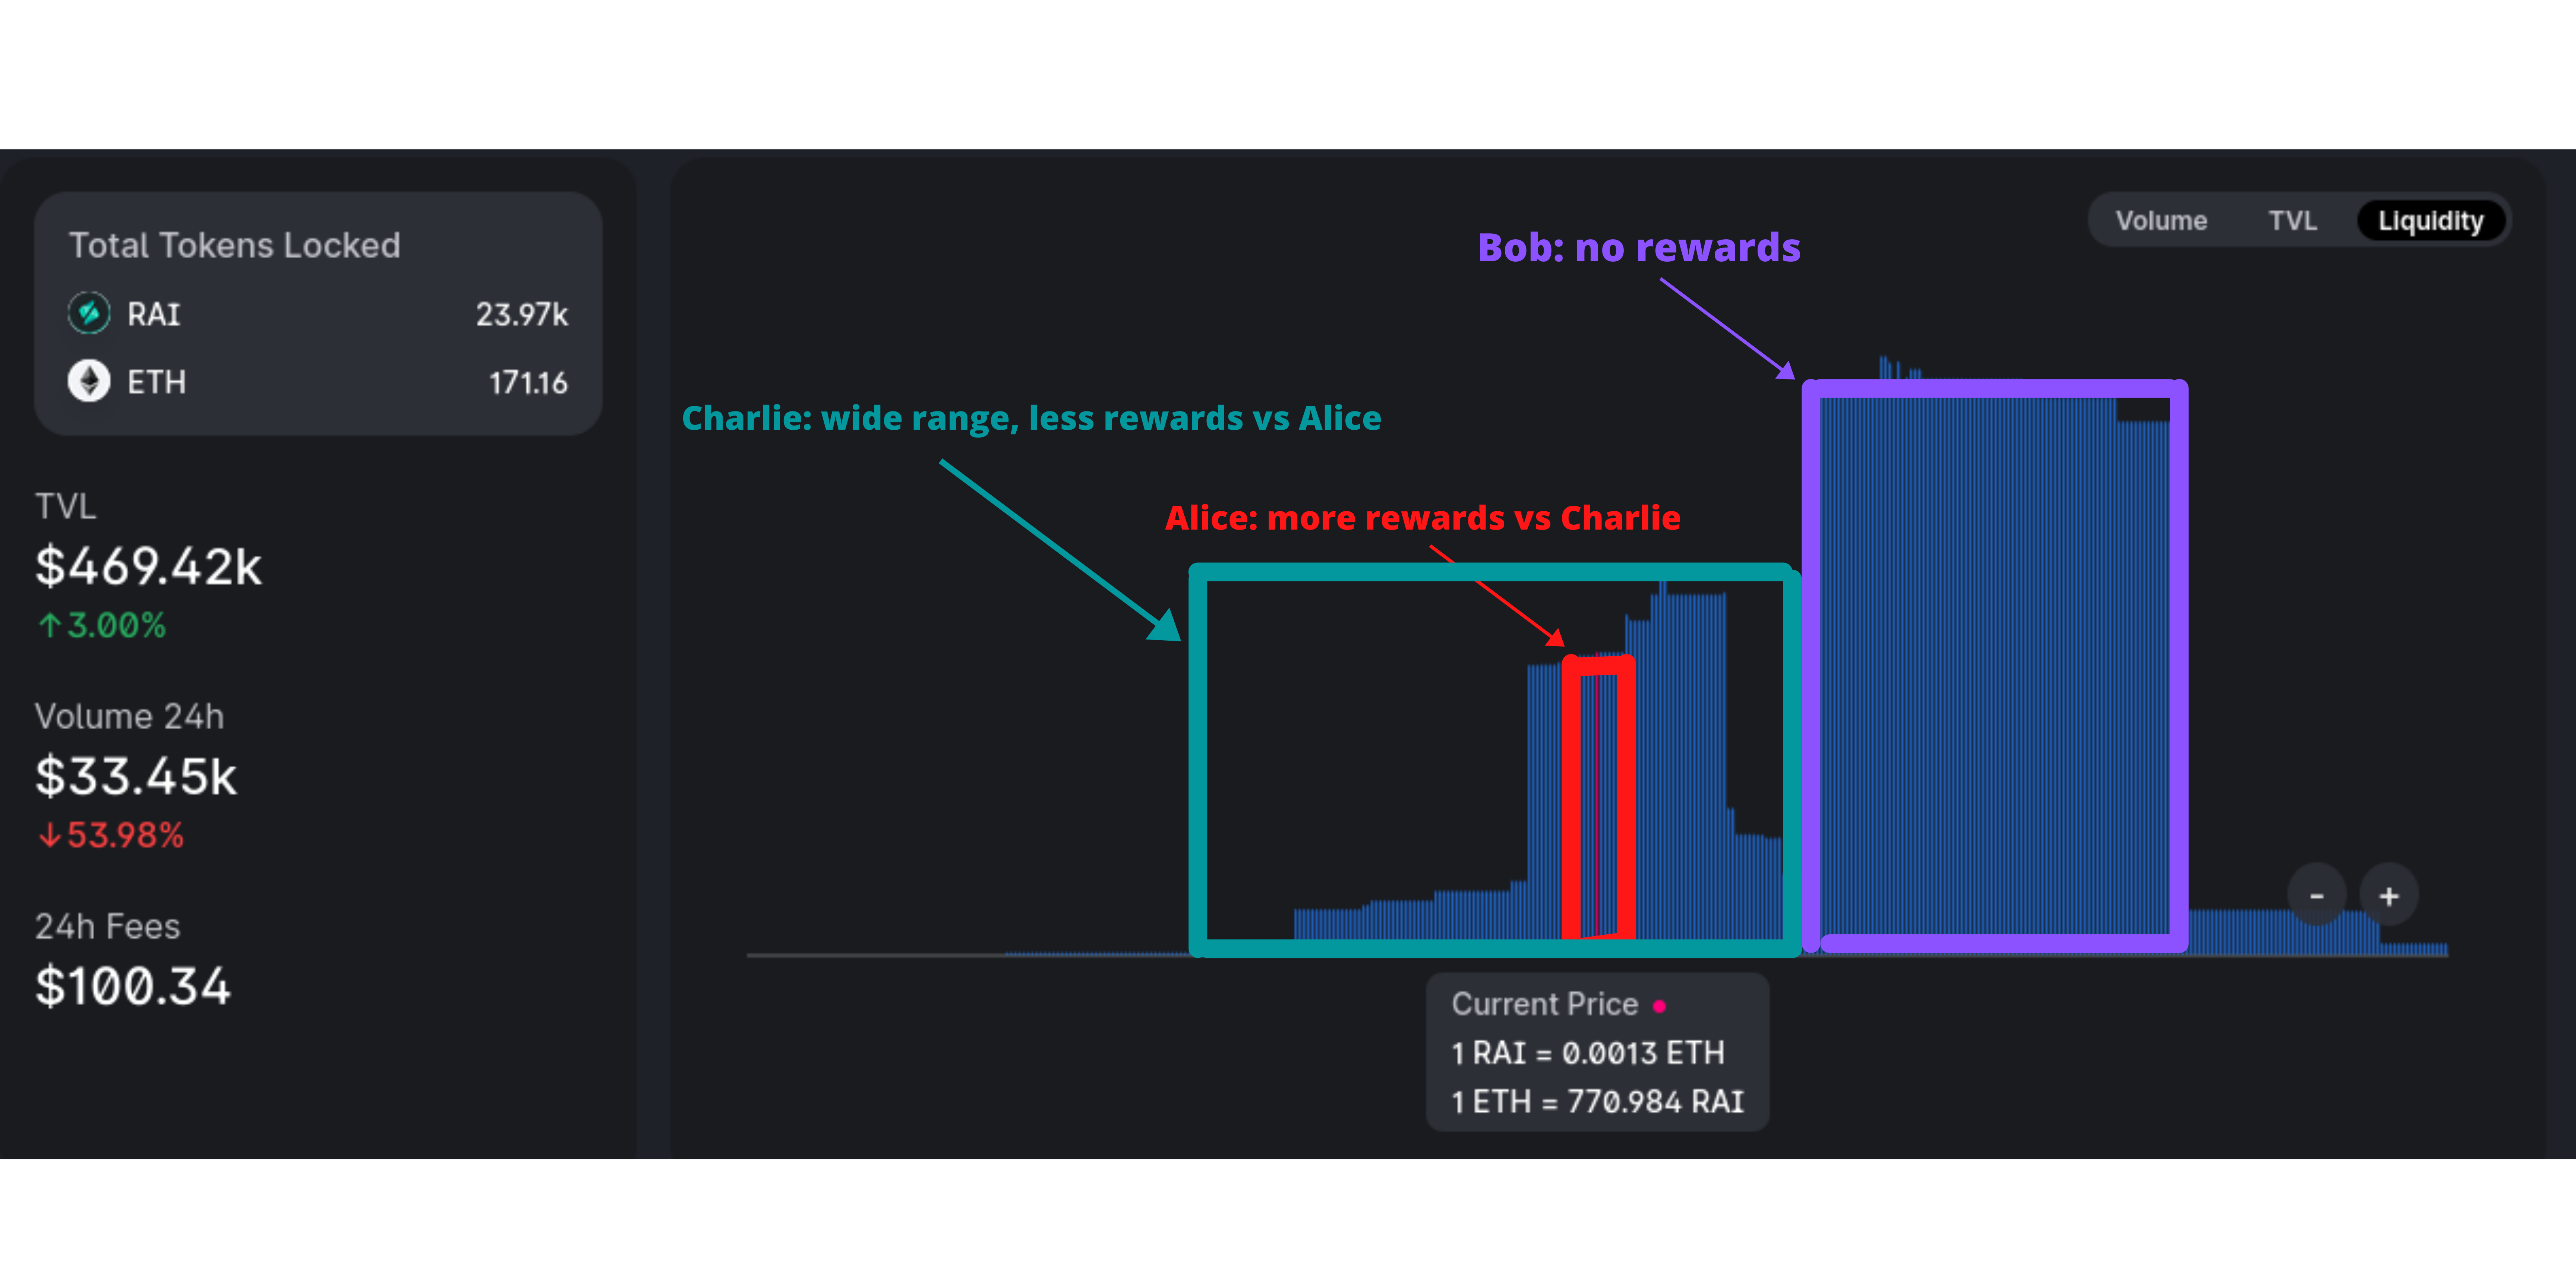 Total Tokens Locked
RAI 23.97k
ETH 171.16
TVL
$469.42k
↑3.00%
Volume 24h
$33.45k
↓53.98%
24h Fees
$100.34
Volume TVL Liquidity
Bob: no rewards
Charlie: wide range, less rewards vs Alice
Alice: more rewards vs Charlie
- +
Current Price
1 RAI = 0.0013 ETH
1 ETH = 770.984 RAI